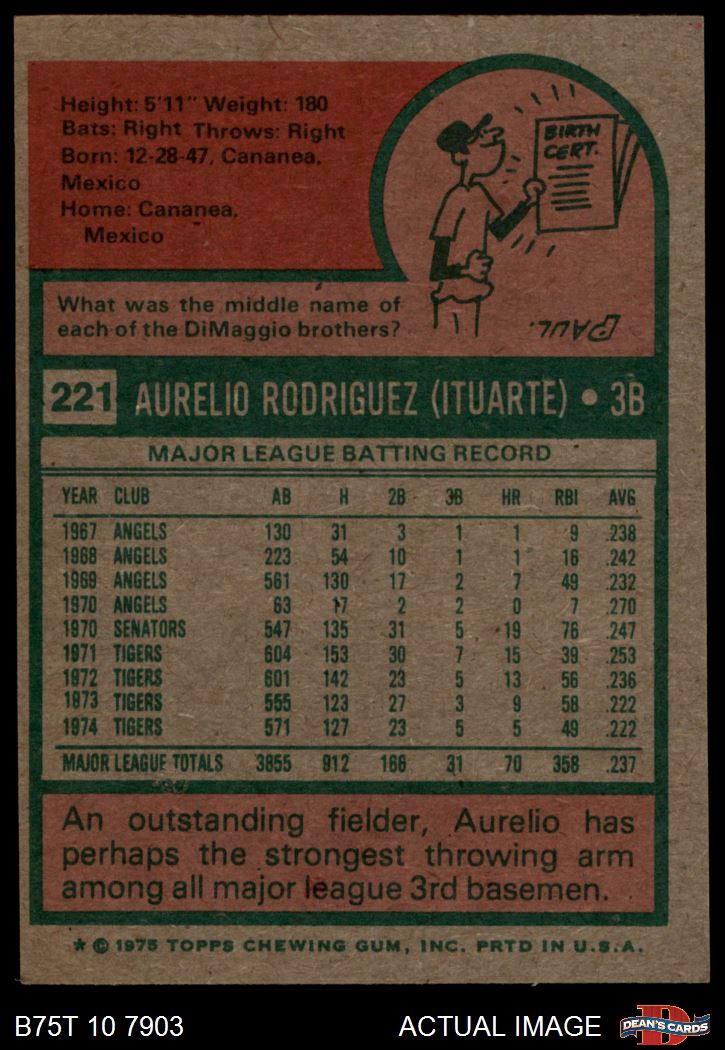 Height: 5'11" Weight: 180
Bats: Right Throws: Right
Born: 12-28-47, Cananea,
Mexico
Home: Cananea,
Mexico
BIRTH
CERT.
What was the middle name of
each of the DiMaggio brothers?
PAUL.
221 AURELIO RODRIGUEZ (ITUARTE) • 3B
MAJOR LEAGUE BATTING RECORD
YEAR CLUB AB H 2B 3B HR RBI AVG
1967 ANGELS 130 31 3 1 1 9 .238
1968 ANGELS 223 54 10 1 1 16 .242
1969 ANGELS 561 130 17 2 7 49 .232
1970 ANGELS 63 17 2 2 0 7 .270
1970 SENATORS 547 135 31 5 19 76 .247
1971 TIGERS 604 153 30 7 15 39 .253
1972 TIGERS 601 142 23 5 13 56 .236
1973 TIGERS 555 123 27 3 9 58 .222
1974 TIGERS 571 127 23 5 5 49 .222
MAJOR LEAGUE TOTALS 3855 912 166 31 70 358 .237
An outstanding fielder, Aurelio has
perhaps the strongest throwing arm
among all major league 3rd basemen.
* © 1975 TOPPS CHEWING GUM, INC. PRTD IN U.S.A.
B75T 10 7903 ACTUAL IMAGE
D
DEAN'S CARDS